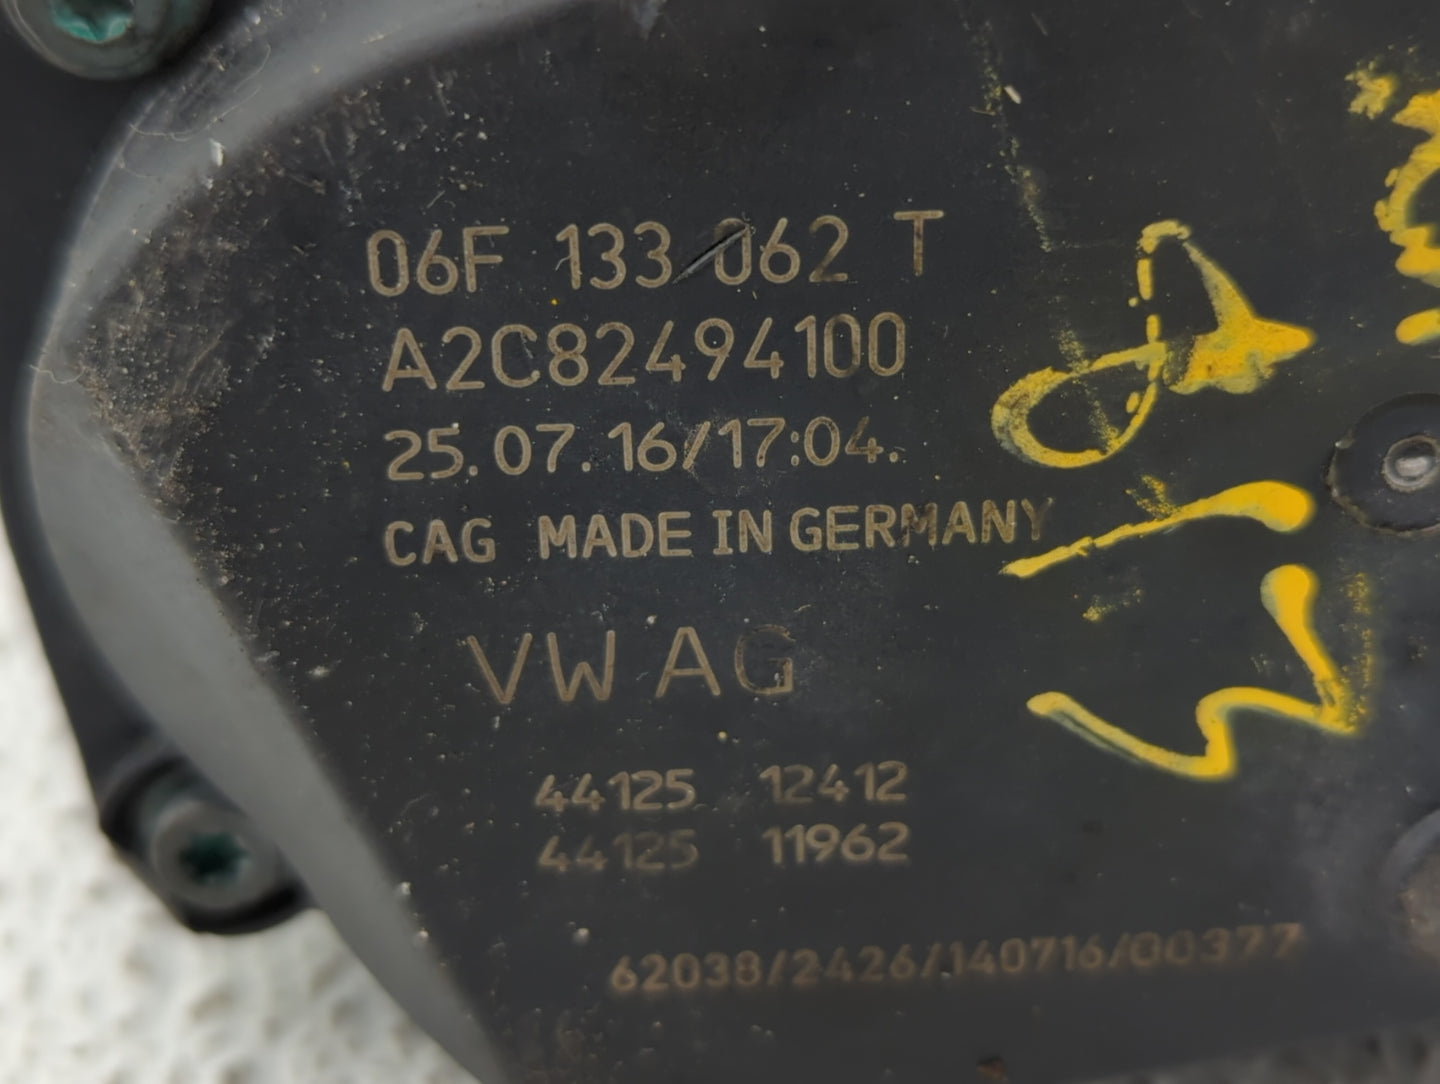 06F 133 062 T
A2C82494100
25.07.16/17:04.
CAG MADE IN GERMANY
VW AG
44125 12412
44125 11962
62038/2426/140716/00377